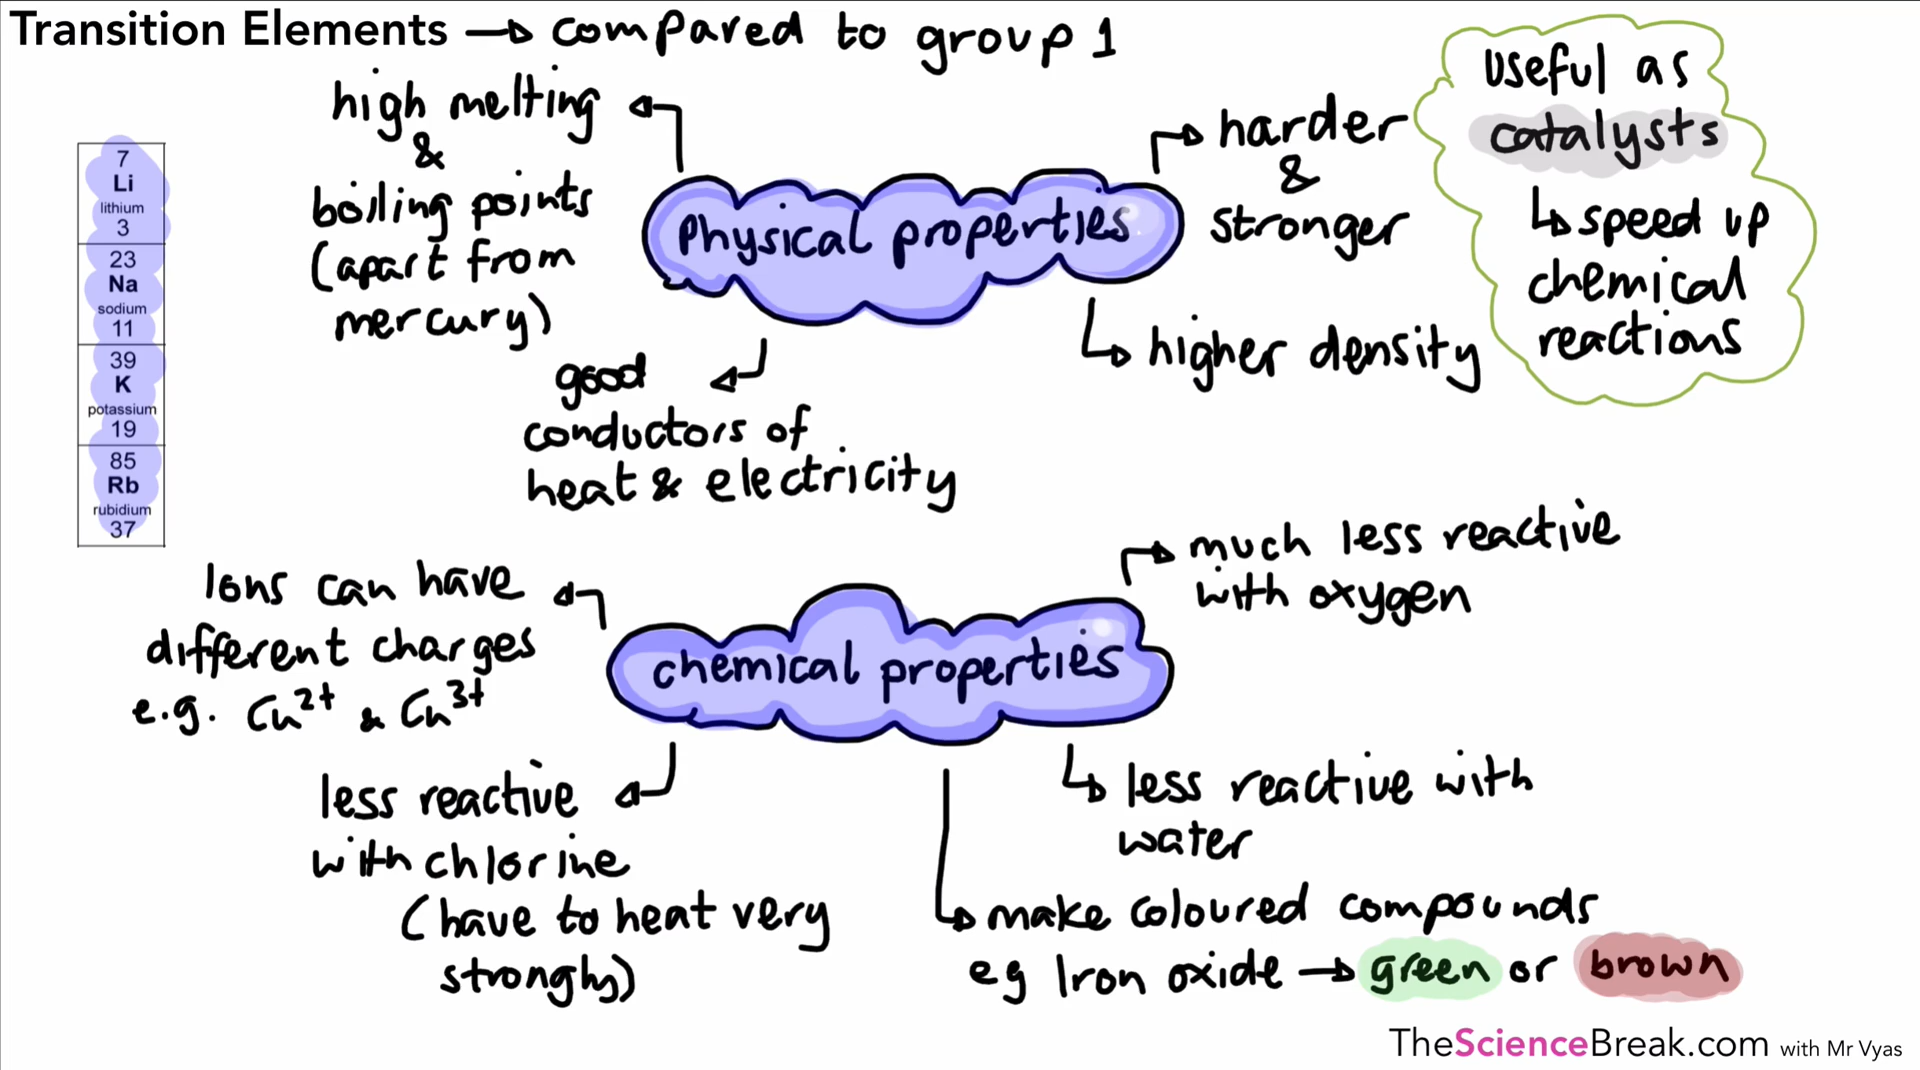 Transition Elements → compared to group 1
high melting
&
boiling points
(apart from
mercury)
Physical properties
harder
&
stronger
higher density
good
conductors of
heat & electricity
useful as
catalysts
↳ speed up
chemical
reactions
7
Li
lithium
3
23
Na
sodium
11
39
K
potassium
19
85
Rb
rubidium
37
Ions can have
different charges
e.g. Cu2+ & Cu3+
chemical properties
much less reactive
with oxygen
less reactive
with chlorine
(have to heat very
strongly)
less reactive with
water
make coloured compounds
eg Iron oxide → green or brown
TheScienceBreak.com with Mr Vyas